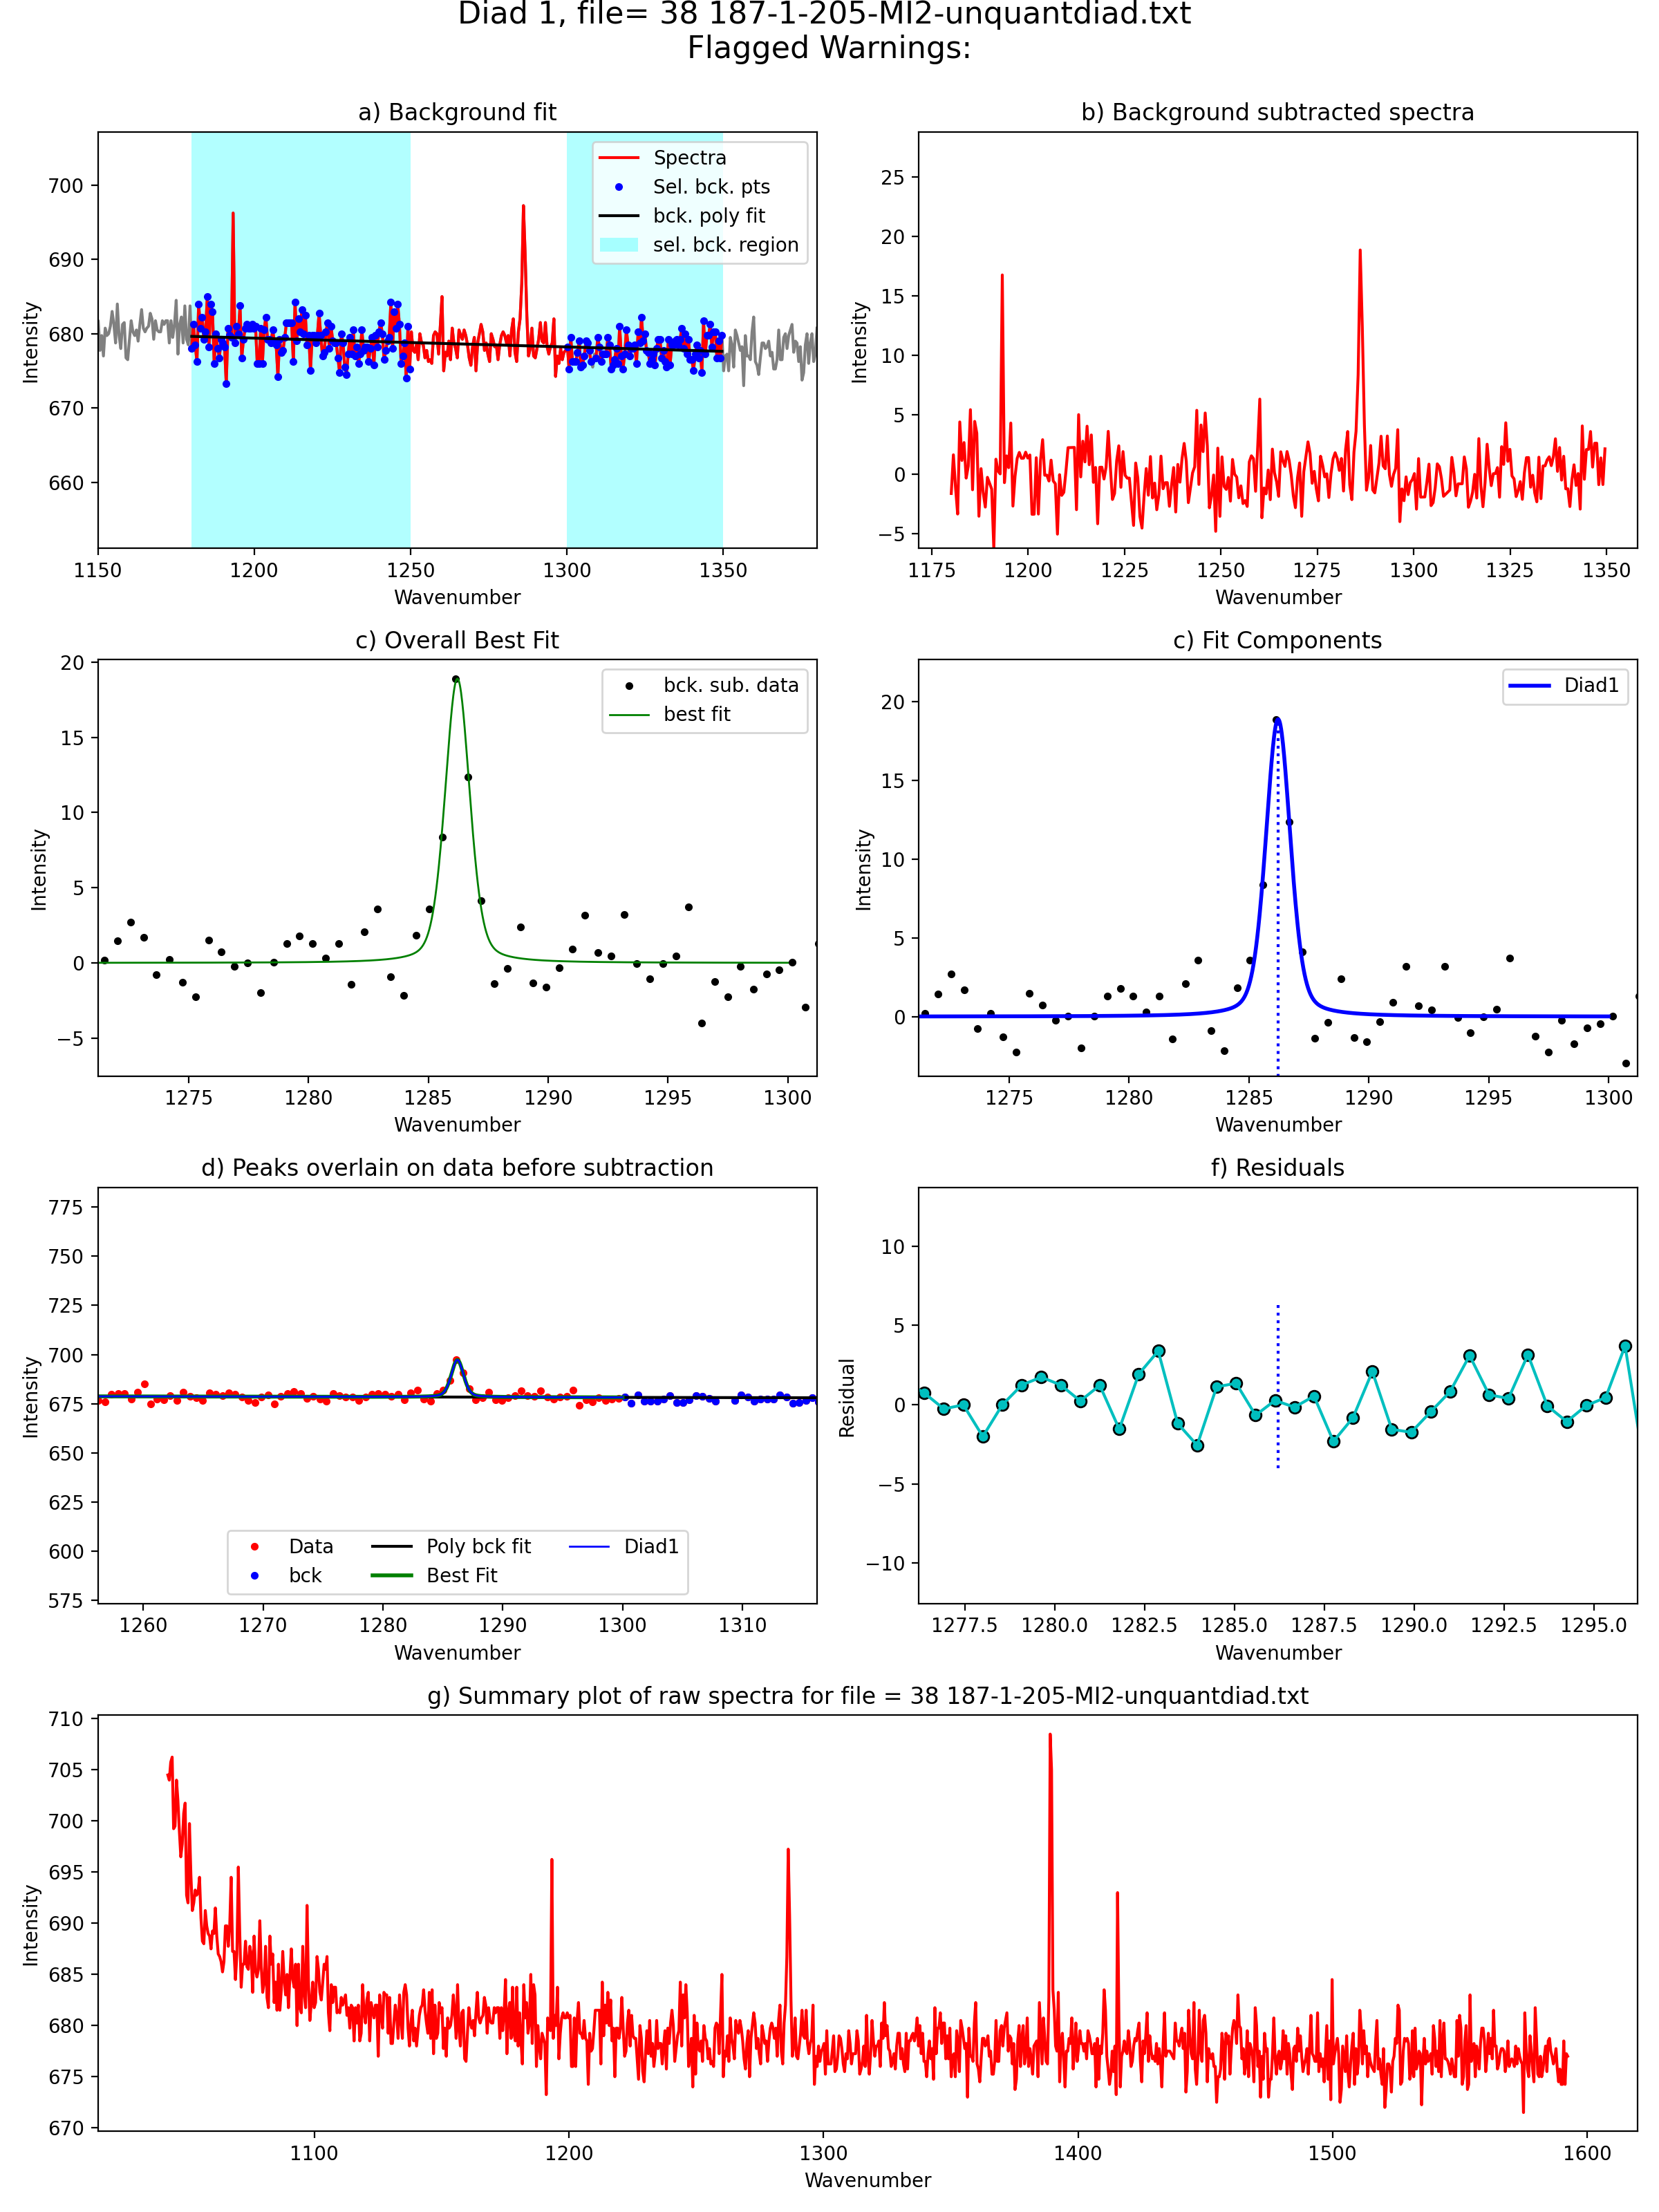 Diad 1, file= 38 187-1-205-MI2-unquantdiad.txt
Flagged Warnings:
a) Background fit
Intensity
700
690
680
670
660
Spectra
Sel. bck. pts
bck. poly fit
sel. bck. region
1150 1200 1250 1300 1350
Wavenumber
b) Background subtracted spectra
Intensity
25
20
15
10
5
0
−5
1175 1200 1225 1250 1275 1300 1325 1350
Wavenumber
c) Overall Best Fit
Intensity
20
15
10
5
0
−5
bck. sub. data
best fit
1275 1280 1285 1290 1295 1300
Wavenumber
c) Fit Components
Intensity
20
15
10
5
0
Diad1
1275 1280 1285 1290 1295 1300
Wavenumber
d) Peaks overlain on data before subtraction
Intensity
775
750
725
700
675
650
625
600
575
Data Poly bck fit Diad1
bck Best Fit
1260 1270 1280 1290 1300 1310
Wavenumber
f) Residuals
Residual
10
5
0
−5
−10
1277.5 1280.0 1282.5 1285.0 1287.5 1290.0 1292.5 1295.0
Wavenumber
g) Summary plot of raw spectra for file = 38 187-1-205-MI2-unquantdiad.txt
Intensity
710
705
700
695
690
685
680
675
670
1100 1200 1300 1400 1500 1600
Wavenumber